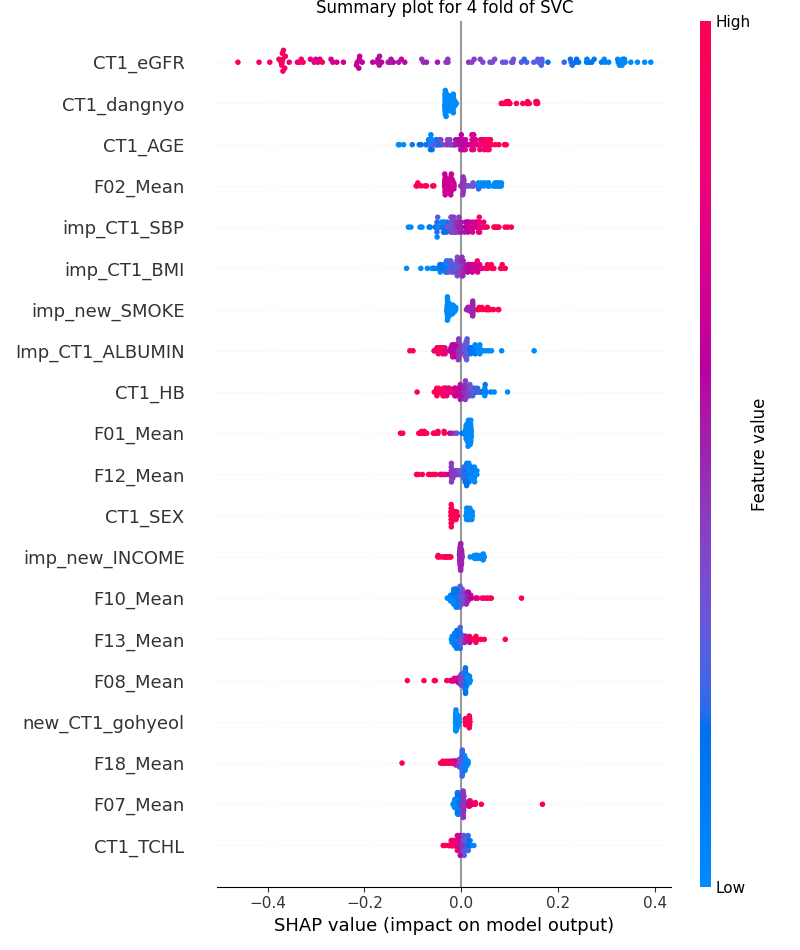 Summary plot for 4 fold of SVC
High
CT1_eGFR
CT1_dangnyo
CT1_AGE
F02_Mean
imp_CT1_SBP
imp_CT1_BMI
imp_new_SMOKE
Imp_CT1_ALBUMIN
CT1_HB
F01_Mean
F12_Mean
CT1_SEX
imp_new_INCOME
F10_Mean
F13_Mean
F08_Mean
new_CT1_gohyeol
F18_Mean
F07_Mean
CT1_TCHL
Feature value
Low
−0.4 −0.2 0.0 0.2 0.4
SHAP value (impact on model output)